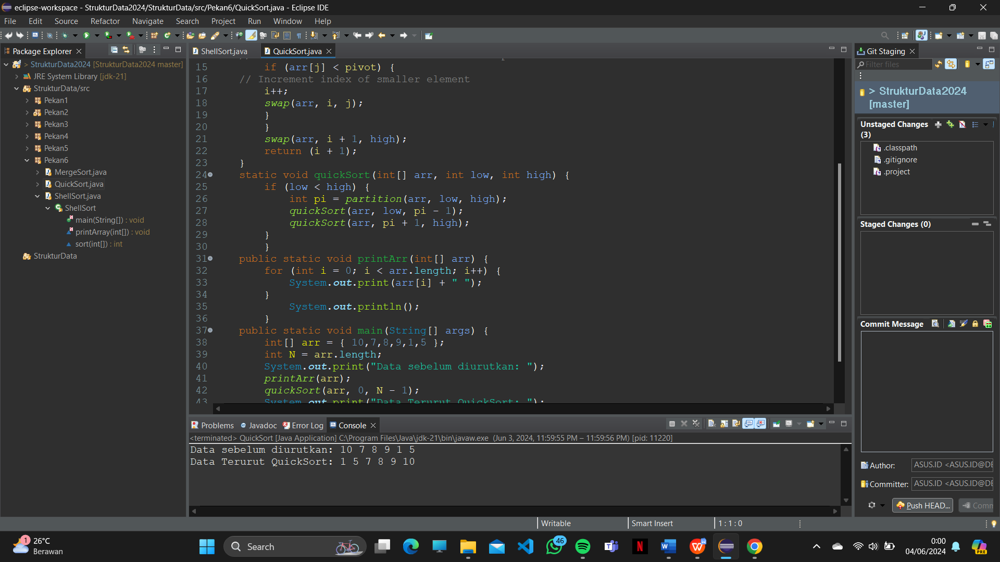 eclipse-workspace - StrukturData2024/StrukturData/src/Pekan6/QuickSort.java - Eclipse IDE
File Edit Source Refactor Navigate Search Project Run Window Help
Package Explorer
> StrukturData2024 [StrukturData2024 master]
JRE System Library [jdk-21]
StrukturData/src
Pekan1
Pekan2
Pekan3
Pekan4
Pekan5
Pekan6
MergeSort.java
QuickSort.java
ShellSort.java
ShellSort
main(String[]) : void
printArray(int[]) : void
sort(int[]) : int
StrukturData
ShellSort.java QuickSort.java
15 if (arr[j] < pivot) {
16 // Increment index of smaller element
17 i++;
18 swap(arr, i, j);
19 }
20 }
21 swap(arr, i + 1, high);
22 return (i + 1);
23 }
24 static void quickSort(int[] arr, int low, int high) {
25 if (low < high) {
26 int pi = partition(arr, low, high);
27 quickSort(arr, low, pi - 1);
28 quickSort(arr, pi + 1, high);
29 }
30 }
31 public static void printArr(int[] arr) {
32 for (int i = 0; i < arr.length; i++) {
33 System.out.print(arr[i] + " ");
34 }
35 System.out.println();
36 }
37 public static void main(String[] args) {
38 int[] arr = { 10,7,8,9,1,5 };
39 int N = arr.length;
40 System.out.print("Data sebelum diurutkan: ");
41 printArr(arr);
42 quickSort(arr, 0, N - 1);
43 System.out.print("Data Terurut QuickSort: ");
Problems Javadoc Error Log Console
<terminated> QuickSort [Java Application] C:\Program Files\Java\jdk-21\bin\javaw.exe (Jun 3, 2024, 11:59:55 PM – 11:59:56 PM) [pid: 11220]
Data sebelum diurutkan: 10 7 8 9 1 5
Data Terurut QuickSort: 1 5 7 8 9 10
Git Staging
Filter files
> StrukturData2024
[master]
Unstaged Changes
(3)
.classpath
.gitignore
.project
Staged Changes (0)
Commit Message
Author: ASUS.ID <ASUS.ID@DE
Committer: ASUS.ID <ASUS.ID@DE
Push HEAD... Comm
Writable Smart Insert 1 : 1 : 0
1
26°C
Berawan
Search
46
0:00
04/06/2024
PRE